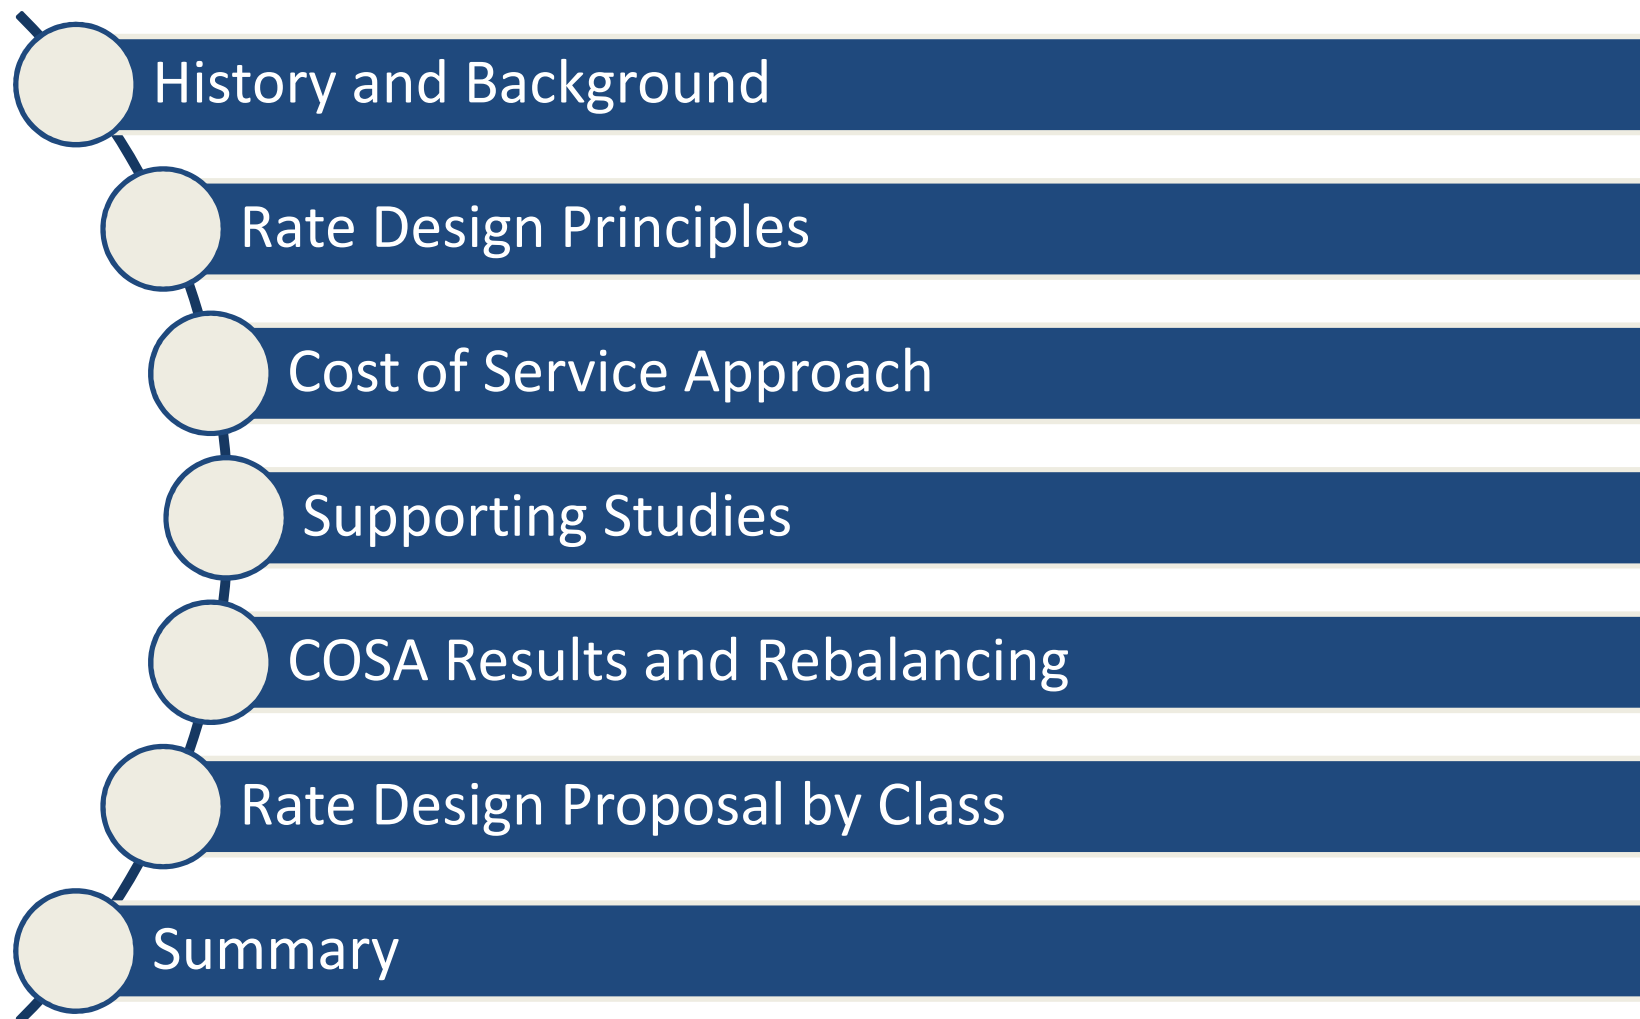 History and Background
Rate Design Principles
Cost of Service Approach
Supporting Studies
COSA Results and Rebalancing
Rate Design Proposal by Class
Summary